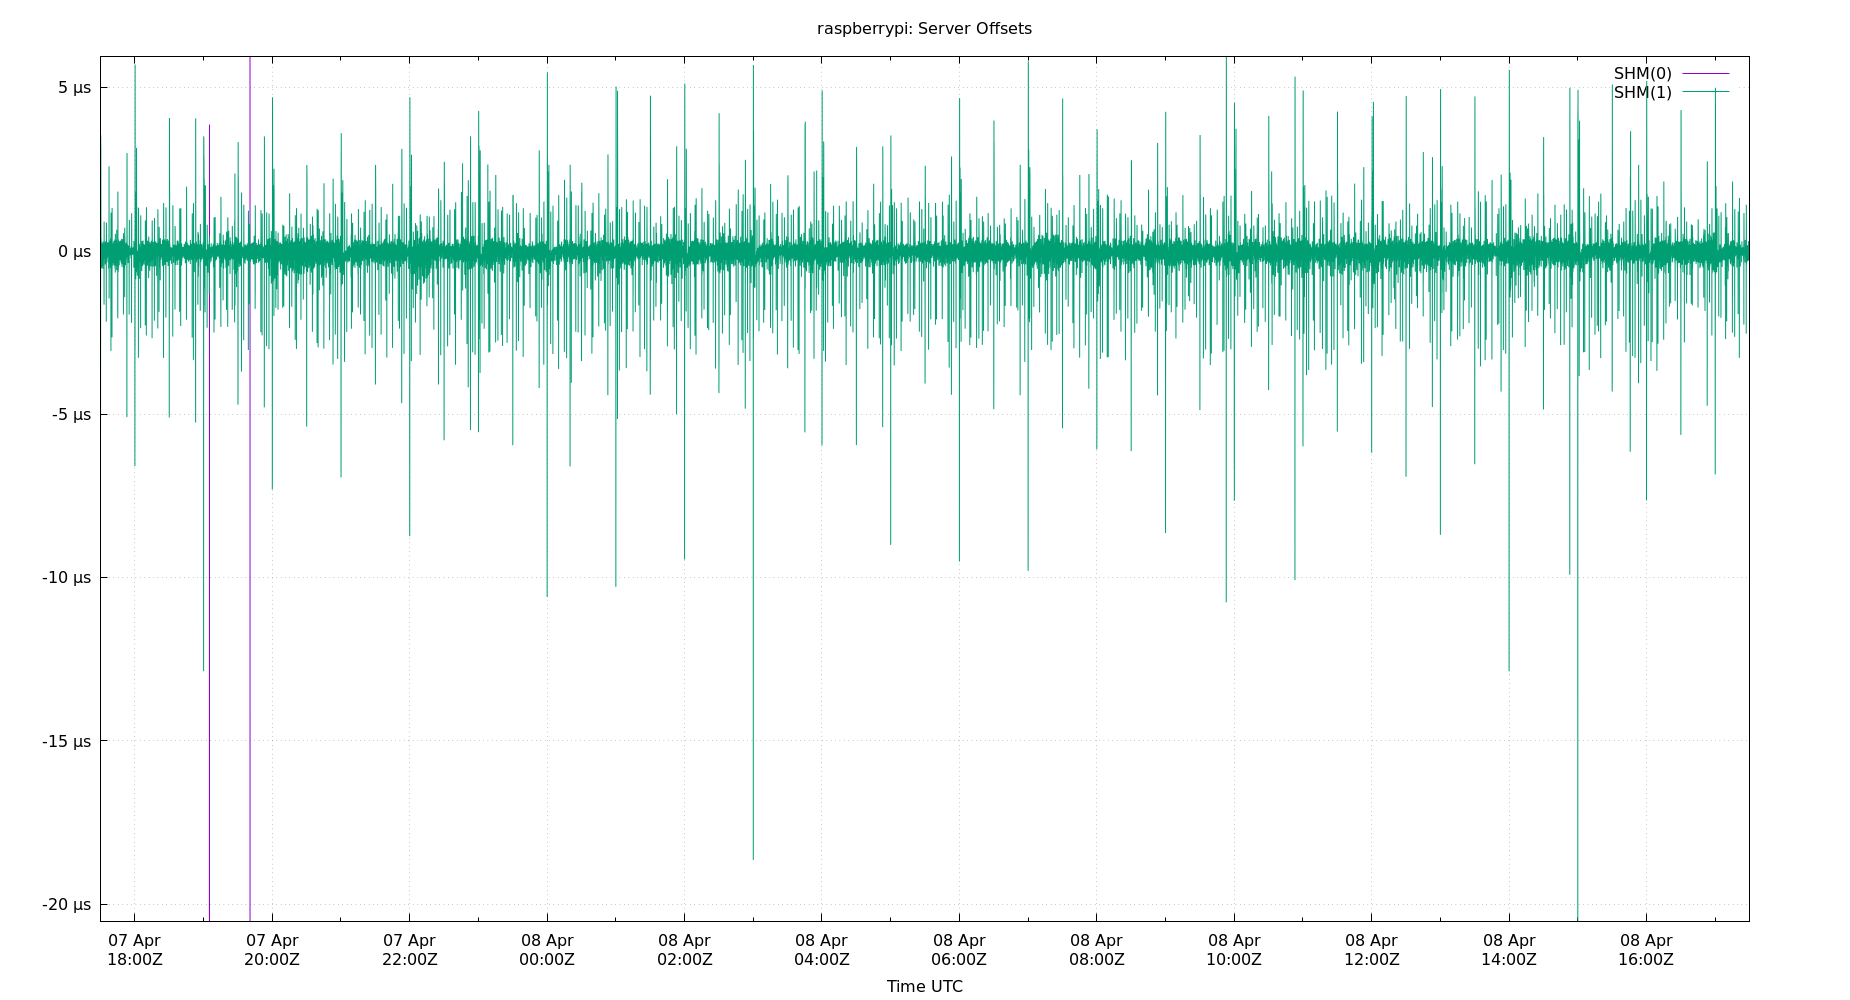 raspberrypi: Server Offsets
SHM(0)
SHM(1)
5 µs
0 µs
-5 µs
-10 µs
-15 µs
-20 µs
07 Apr 07 Apr 07 Apr 08 Apr 08 Apr 08 Apr 08 Apr 08 Apr 08 Apr 08 Apr 08 Apr 08 Apr
18:00Z 20:00Z 22:00Z 00:00Z 02:00Z 04:00Z 06:00Z 08:00Z 10:00Z 12:00Z 14:00Z 16:00Z
Time UTC